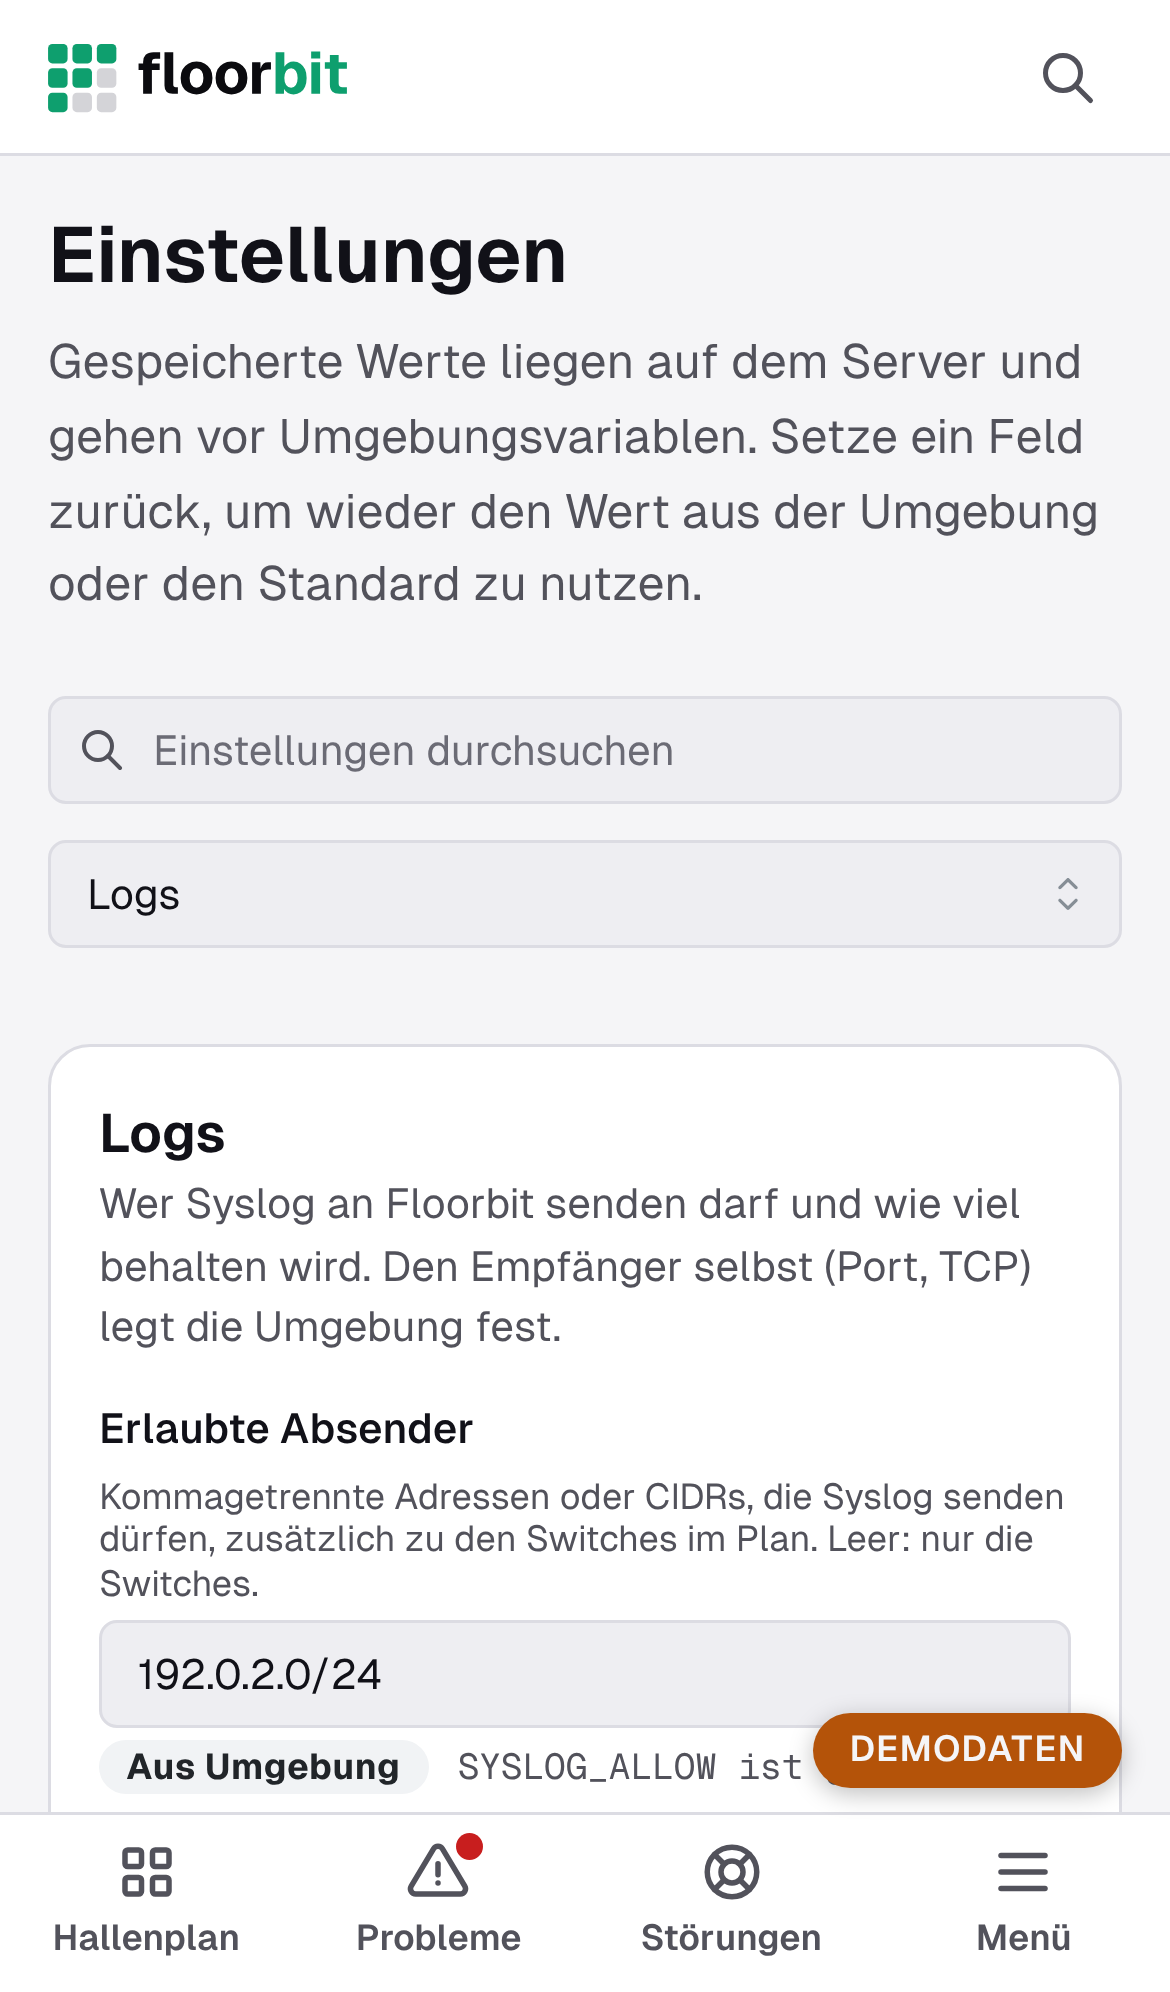 floorbit
Einstellungen
Gespeicherte Werte liegen auf dem Server und
gehen vor Umgebungsvariablen. Setze ein Feld
zurück, um wieder den Wert aus der Umgebung
oder den Standard zu nutzen.
Einstellungen durchsuchen
Logs
Logs
Wer Syslog an Floorbit senden darf und wie viel
behalten wird. Den Empfänger selbst (Port, TCP)
legt die Umgebung fest.
Erlaubte Absender
Kommagetrennte Adressen oder CIDRs, die Syslog senden
dürfen, zusätzlich zu den Switches im Plan. Leer: nur die
Switches.
192.0.2.0/24
Aus Umgebung SYSLOG_ALLOW ist
DEMODATEN
Hallenplan Probleme Störungen Menü